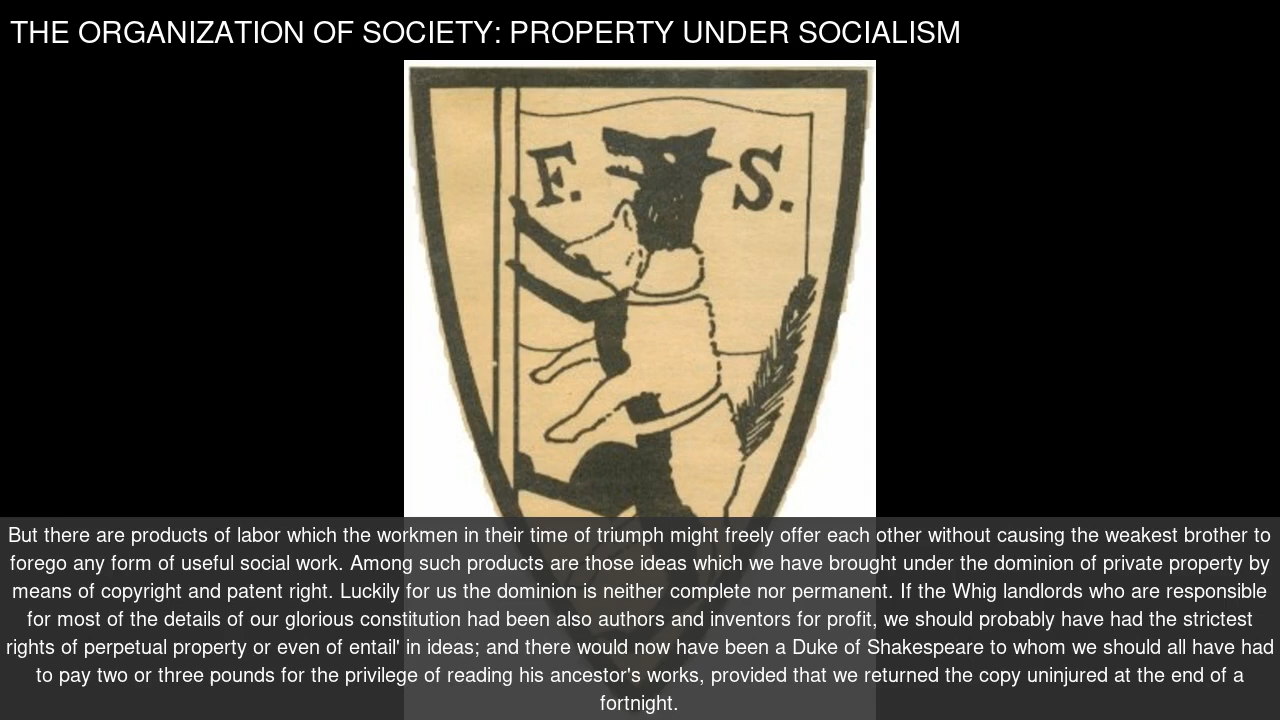 THE ORGANIZATION OF SOCIETY: PROPERTY UNDER SOCIALISM
F. S.
But there are products of labor which the workmen in their time of triumph might freely offer each other without causing the weakest brother to
forego any form of useful social work. Among such products are those ideas which we have brought under the dominion of private property by
means of copyright and patent right. Luckily for us the dominion is neither complete nor permanent. If the Whig landlords who are responsible
for most of the details of our glorious constitution had been also authors and inventors for profit, we should probably have had the strictest
rights of perpetual property or even of entail' in ideas; and there would now have been a Duke of Shakespeare to whom we should all have had
to pay two or three pounds for the privilege of reading his ancestor's works, provided that we returned the copy uninjured at the end of a
fortnight.